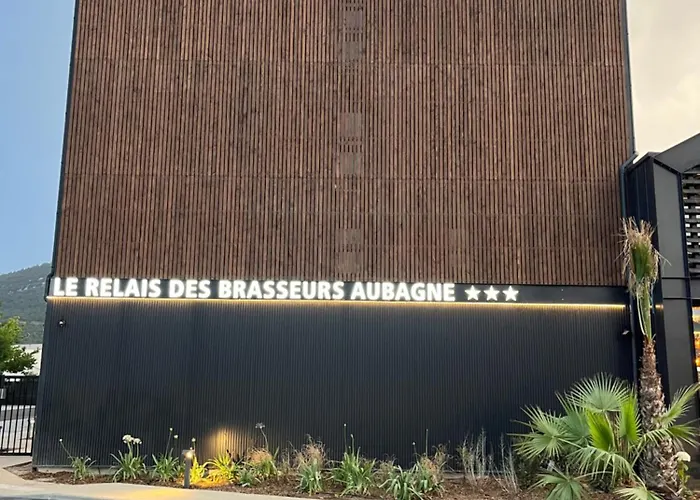 LE RELAIS DES BRASSEURS AUBAGNE ★★★